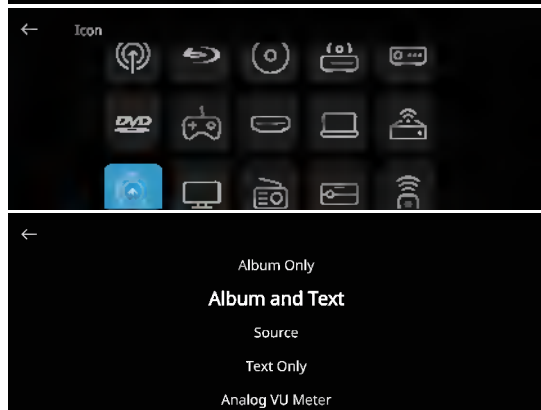 Icon
DVD
Album Only
Album and Text
Source
Text Only
Analog VU Meter